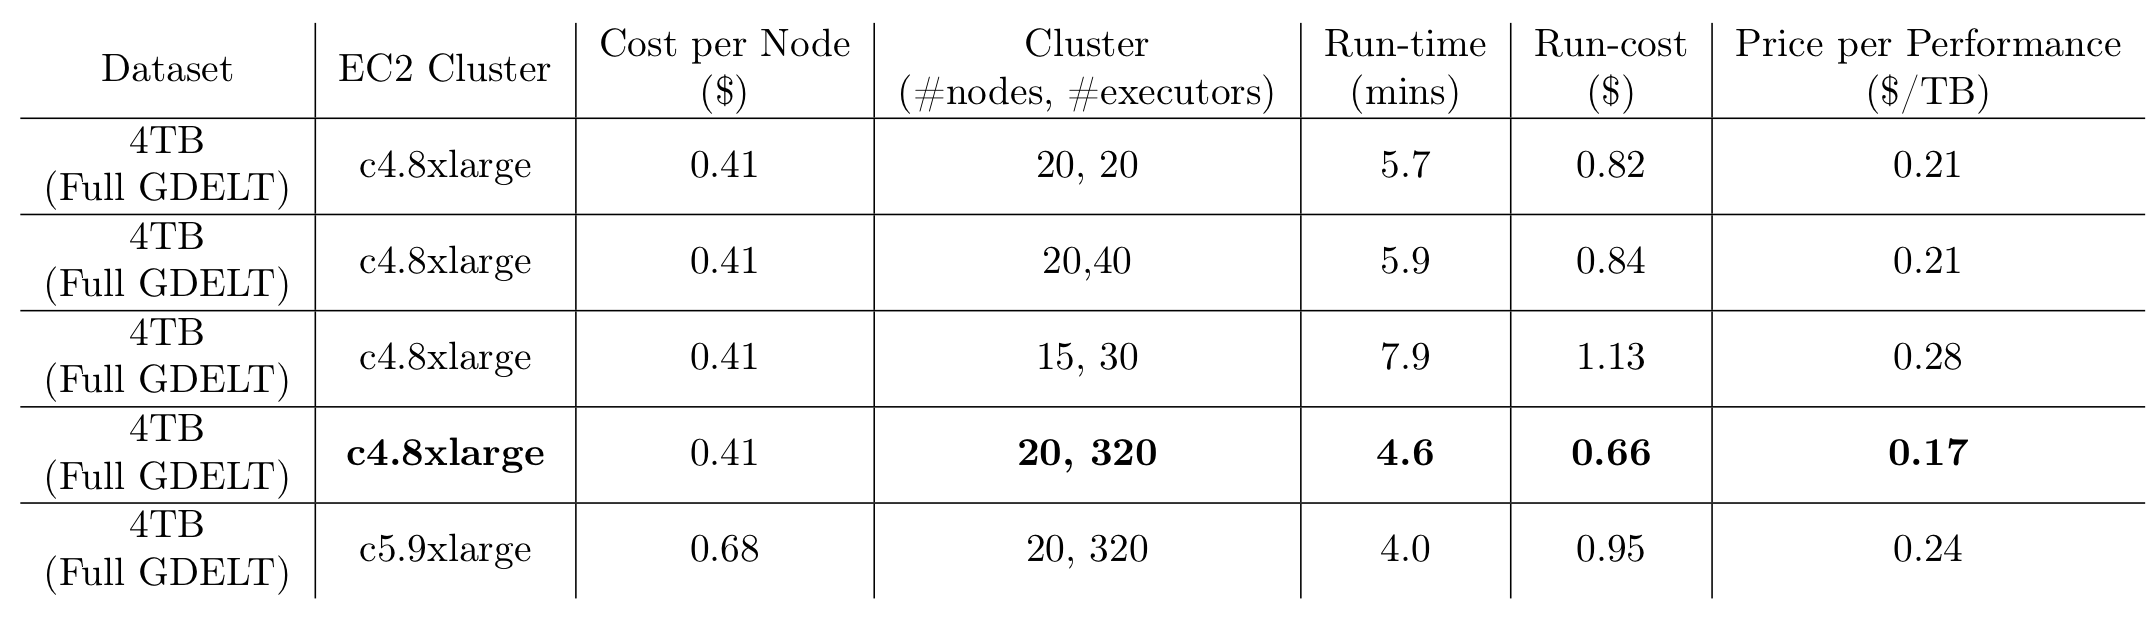 Dataset | EC2 Cluster | Cost per Node ($) | Cluster (#nodes, #executors) | Run-time (mins) | Run-cost ($) | Price per Performance ($/TB)
4TB (Full GDELT) | c4.8xlarge | 0.41 | 20, 20 | 5.7 | 0.82 | 0.21
4TB (Full GDELT) | c4.8xlarge | 0.41 | 20,40 | 5.9 | 0.84 | 0.21
4TB (Full GDELT) | c4.8xlarge | 0.41 | 15, 30 | 7.9 | 1.13 | 0.28
4TB (Full GDELT) | c4.8xlarge | 0.41 | 20, 320 | 4.6 | 0.66 | 0.17
4TB (Full GDELT) | c5.9xlarge | 0.68 | 20, 320 | 4.0 | 0.95 | 0.24